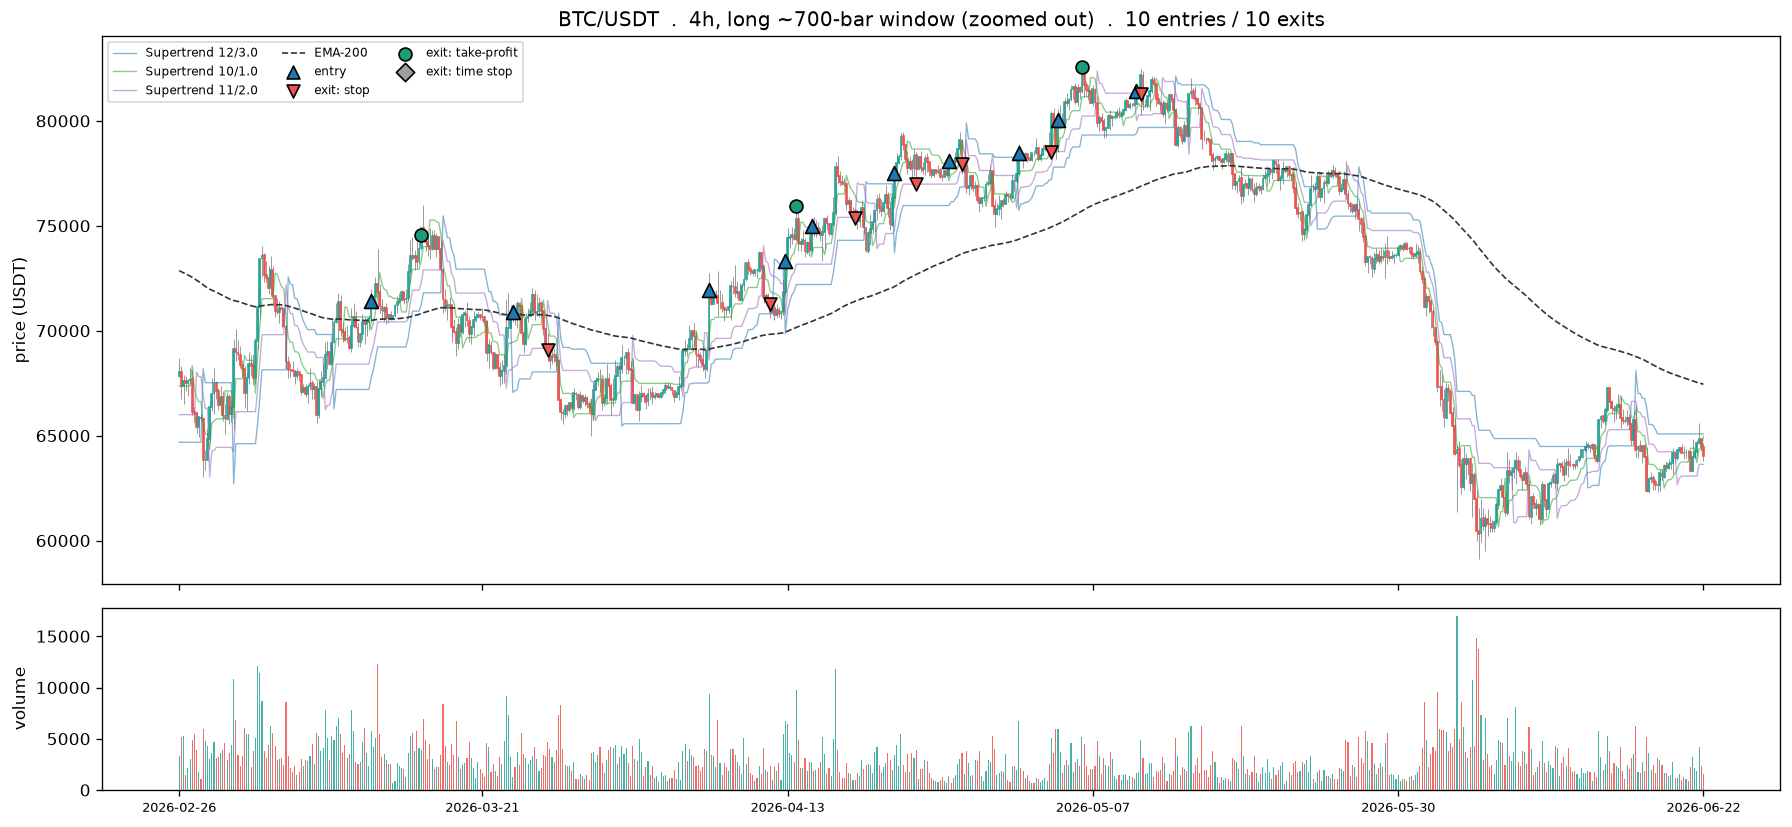 BTC/USDT . 4h, long ~700-bar window (zoomed out) . 10 entries / 10 exits
Supertrend 12/3.0
Supertrend 10/1.0
Supertrend 11/2.0
EMA-200
entry
exit: stop
exit: take-profit
exit: time stop
price (USDT)
80000
75000
70000
65000
60000
volume
15000
10000
5000
0
2026-02-26
2026-03-21
2026-04-13
2026-05-07
2026-05-30
2026-06-22